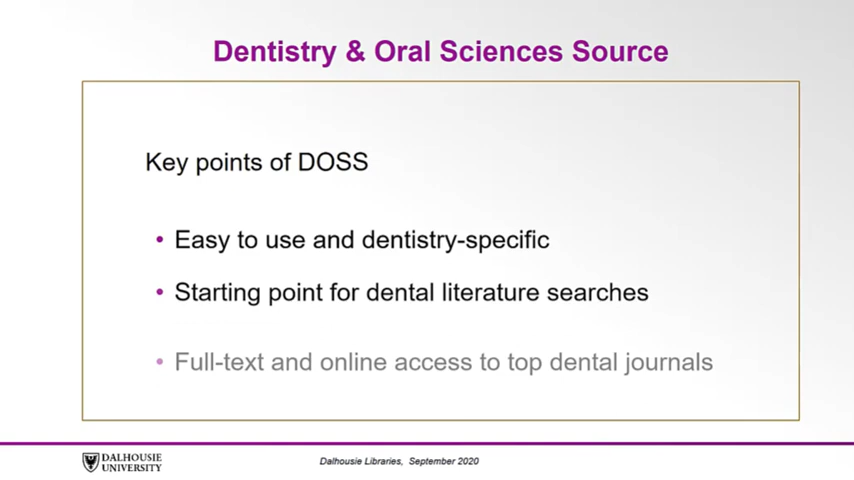 Dentistry & Oral Sciences Source
Key points of DOSS
• Easy to use and dentistry-specific
• Starting point for dental literature searches
• Full-text and online access to top dental journals
DALHOUSIE
UNIVERSITY
Dalhousie Libraries, September 2020